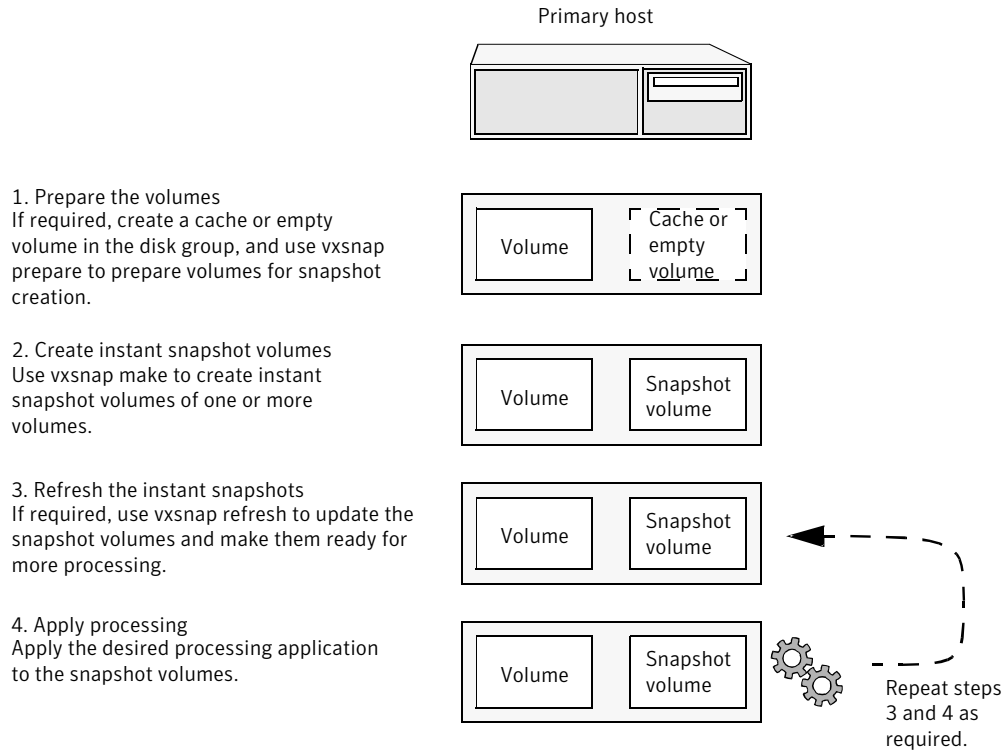 Primary host
1. Prepare the volumes
If required, create a cache or empty
volume in the disk group, and use vxsnap
prepare to prepare volumes for snapshot
creation.
Volume
Cache or
empty
volume
2. Create instant snapshot volumes
Use vxsnap make to create instant
snapshot volumes of one or more
volumes.
Volume
Snapshot
volume
3. Refresh the instant snapshots
If required, use vxsnap refresh to update the
snapshot volumes and make them ready for
more processing.
Volume
Snapshot
volume
4. Apply processing
Apply the desired processing application
to the snapshot volumes.
Volume
Snapshot
volume
Repeat steps
3 and 4 as
required.